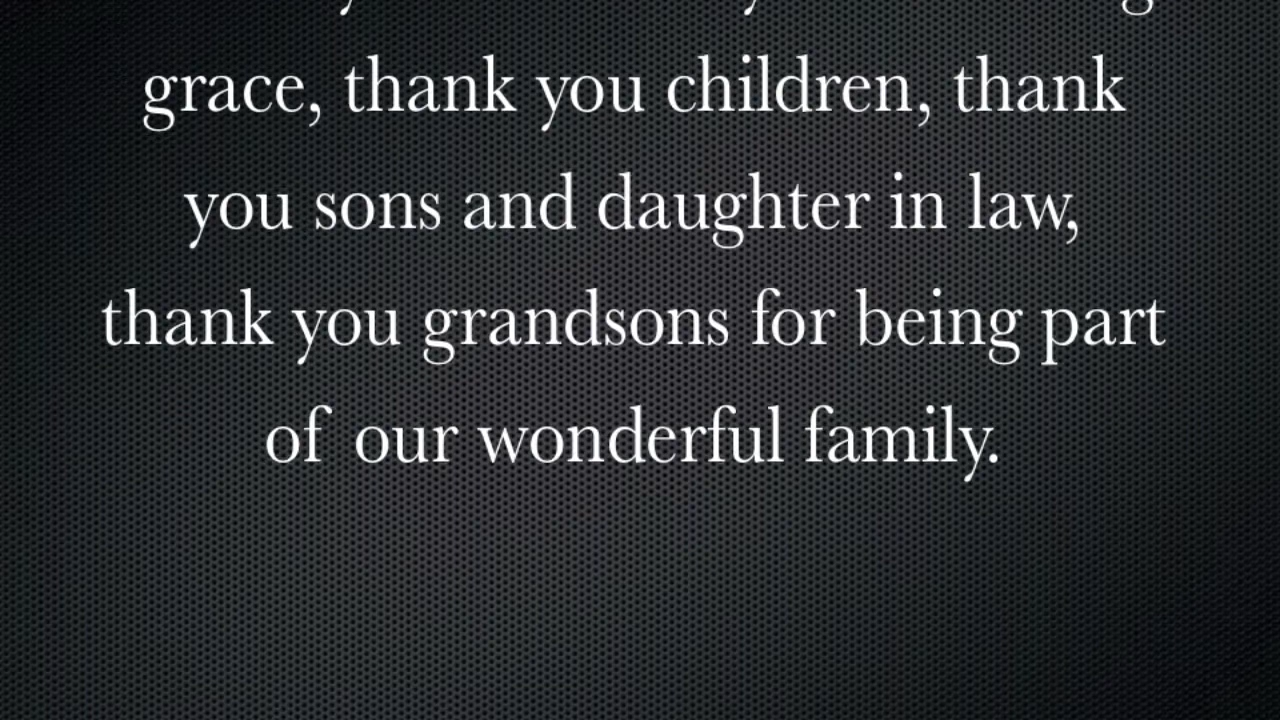 grace, thank you children, thank
you sons and daughter in law,
thank you grandsons for being part
of our wonderful family.